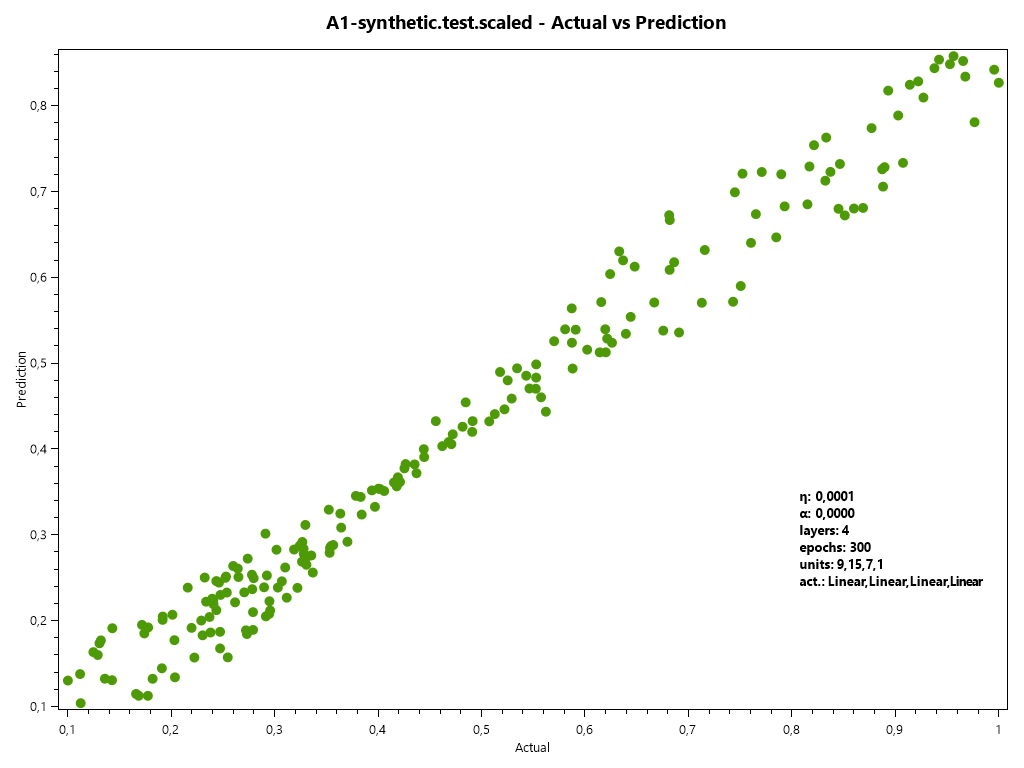 A1-synthetic.test.scaled - Actual vs Prediction
0,8
0,7
0,6
0,5
0,4
0,3
0,2
0,1
Prediction
η: 0,0001
α: 0,0000
layers: 4
epochs: 300
units: 9,15,7,1
act.: Linear,Linear,Linear,Linear
0,1 0,2 0,3 0,4 0,5 0,6 0,7 0,8 0,9 1
Actual